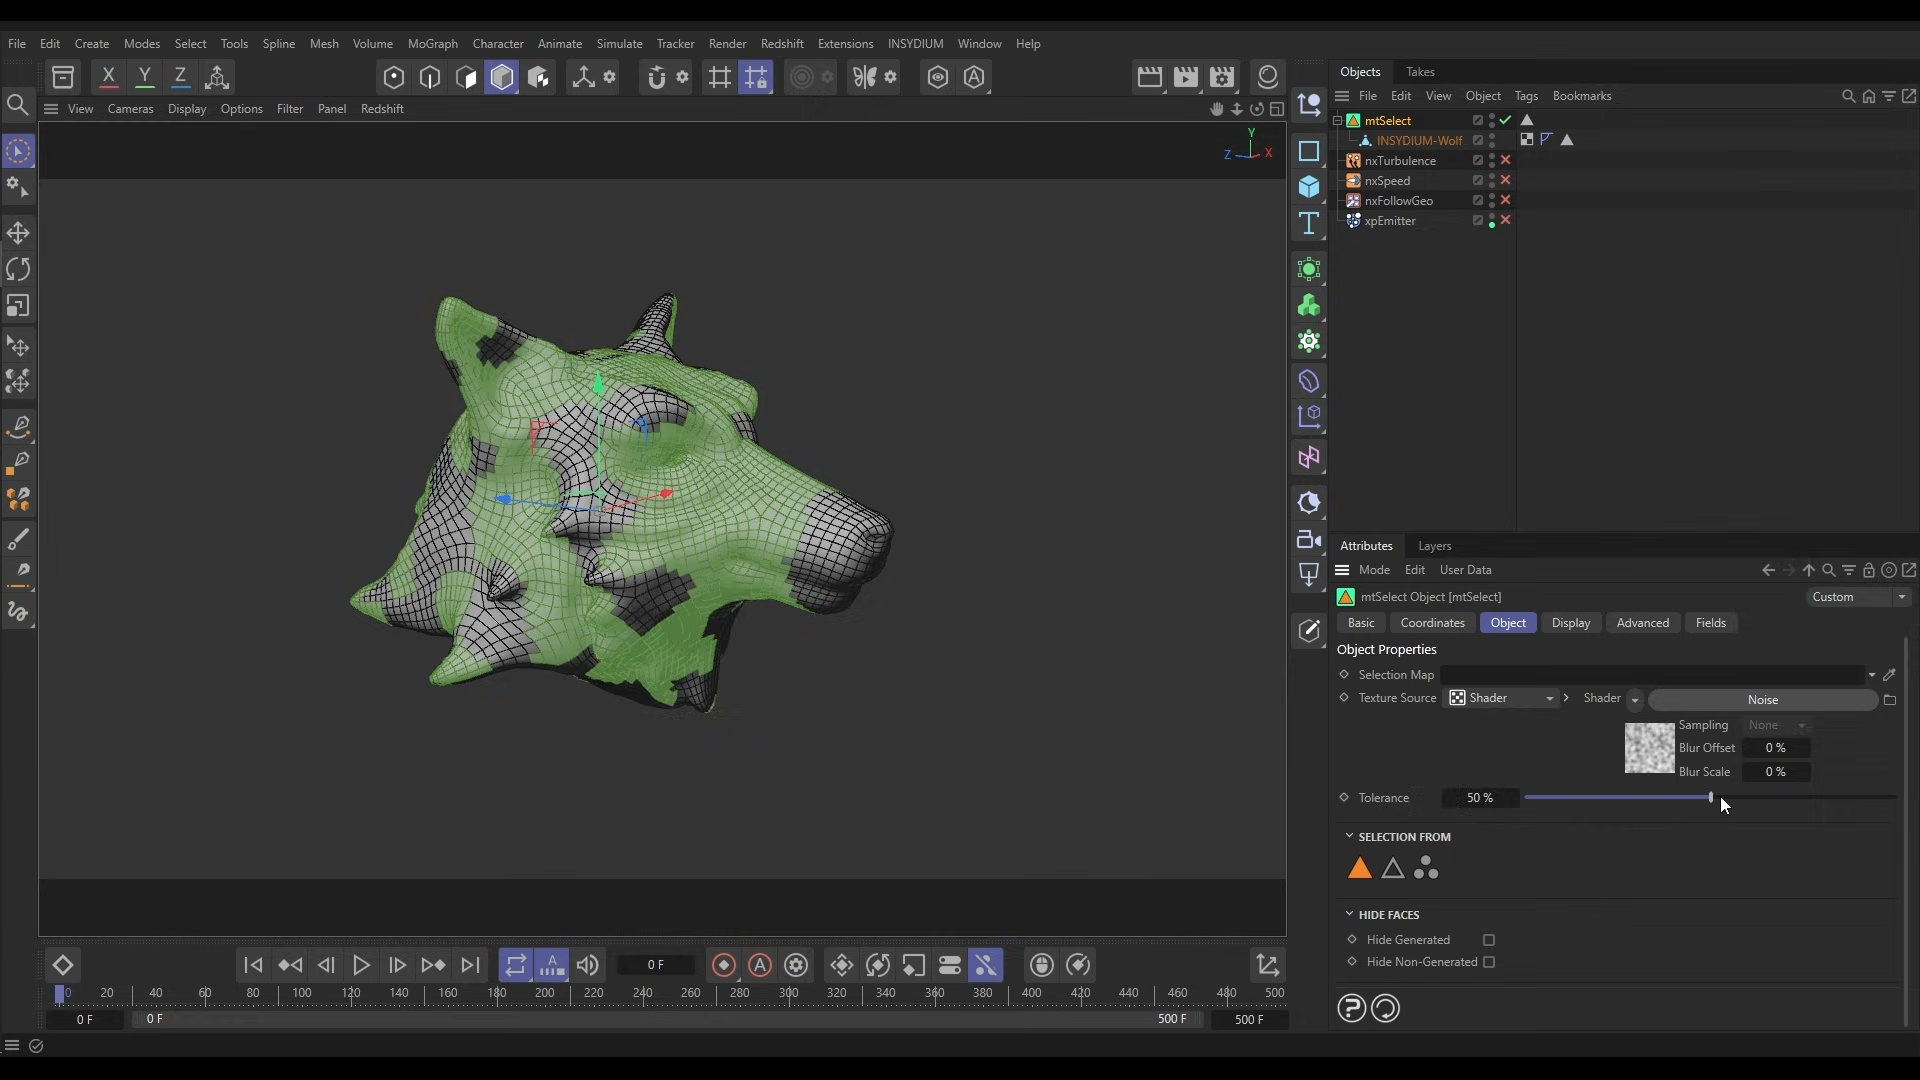 File Edit Create Modes Select Tools Spline Mesh Volume MoGraph Character Animate Simulate Tracker Render Redshift Extensions INSYDIUM Window Help
X Y Z
View Cameras Display Options Filter Panel Redshift
Y
Z X
Objects Takes
File Edit View Object Tags Bookmarks
mtSelect
INSYDIUM-Wolf
nxTurbulence
nxSpeed
nxFollowGeo
xpEmitter
Attributes Layers
Mode Edit User Data
mtSelect Object [mtSelect] Custom
Basic Coordinates Object Display Advanced Fields
Object Properties
Selection Map
Texture Source Shader Shader Noise
Sampling None
Blur Offset 0 %
Blur Scale 0 %
Tolerance 50 %
SELECTION FROM
HIDE FACES
Hide Generated
Hide Non-Generated
0 F
0 20 40 60 80 100 120 140 160 180 200 220 240 260 280 300 320 340 360 380 400 420 440 460 480 500
0 F 0 F 500 F 500 F